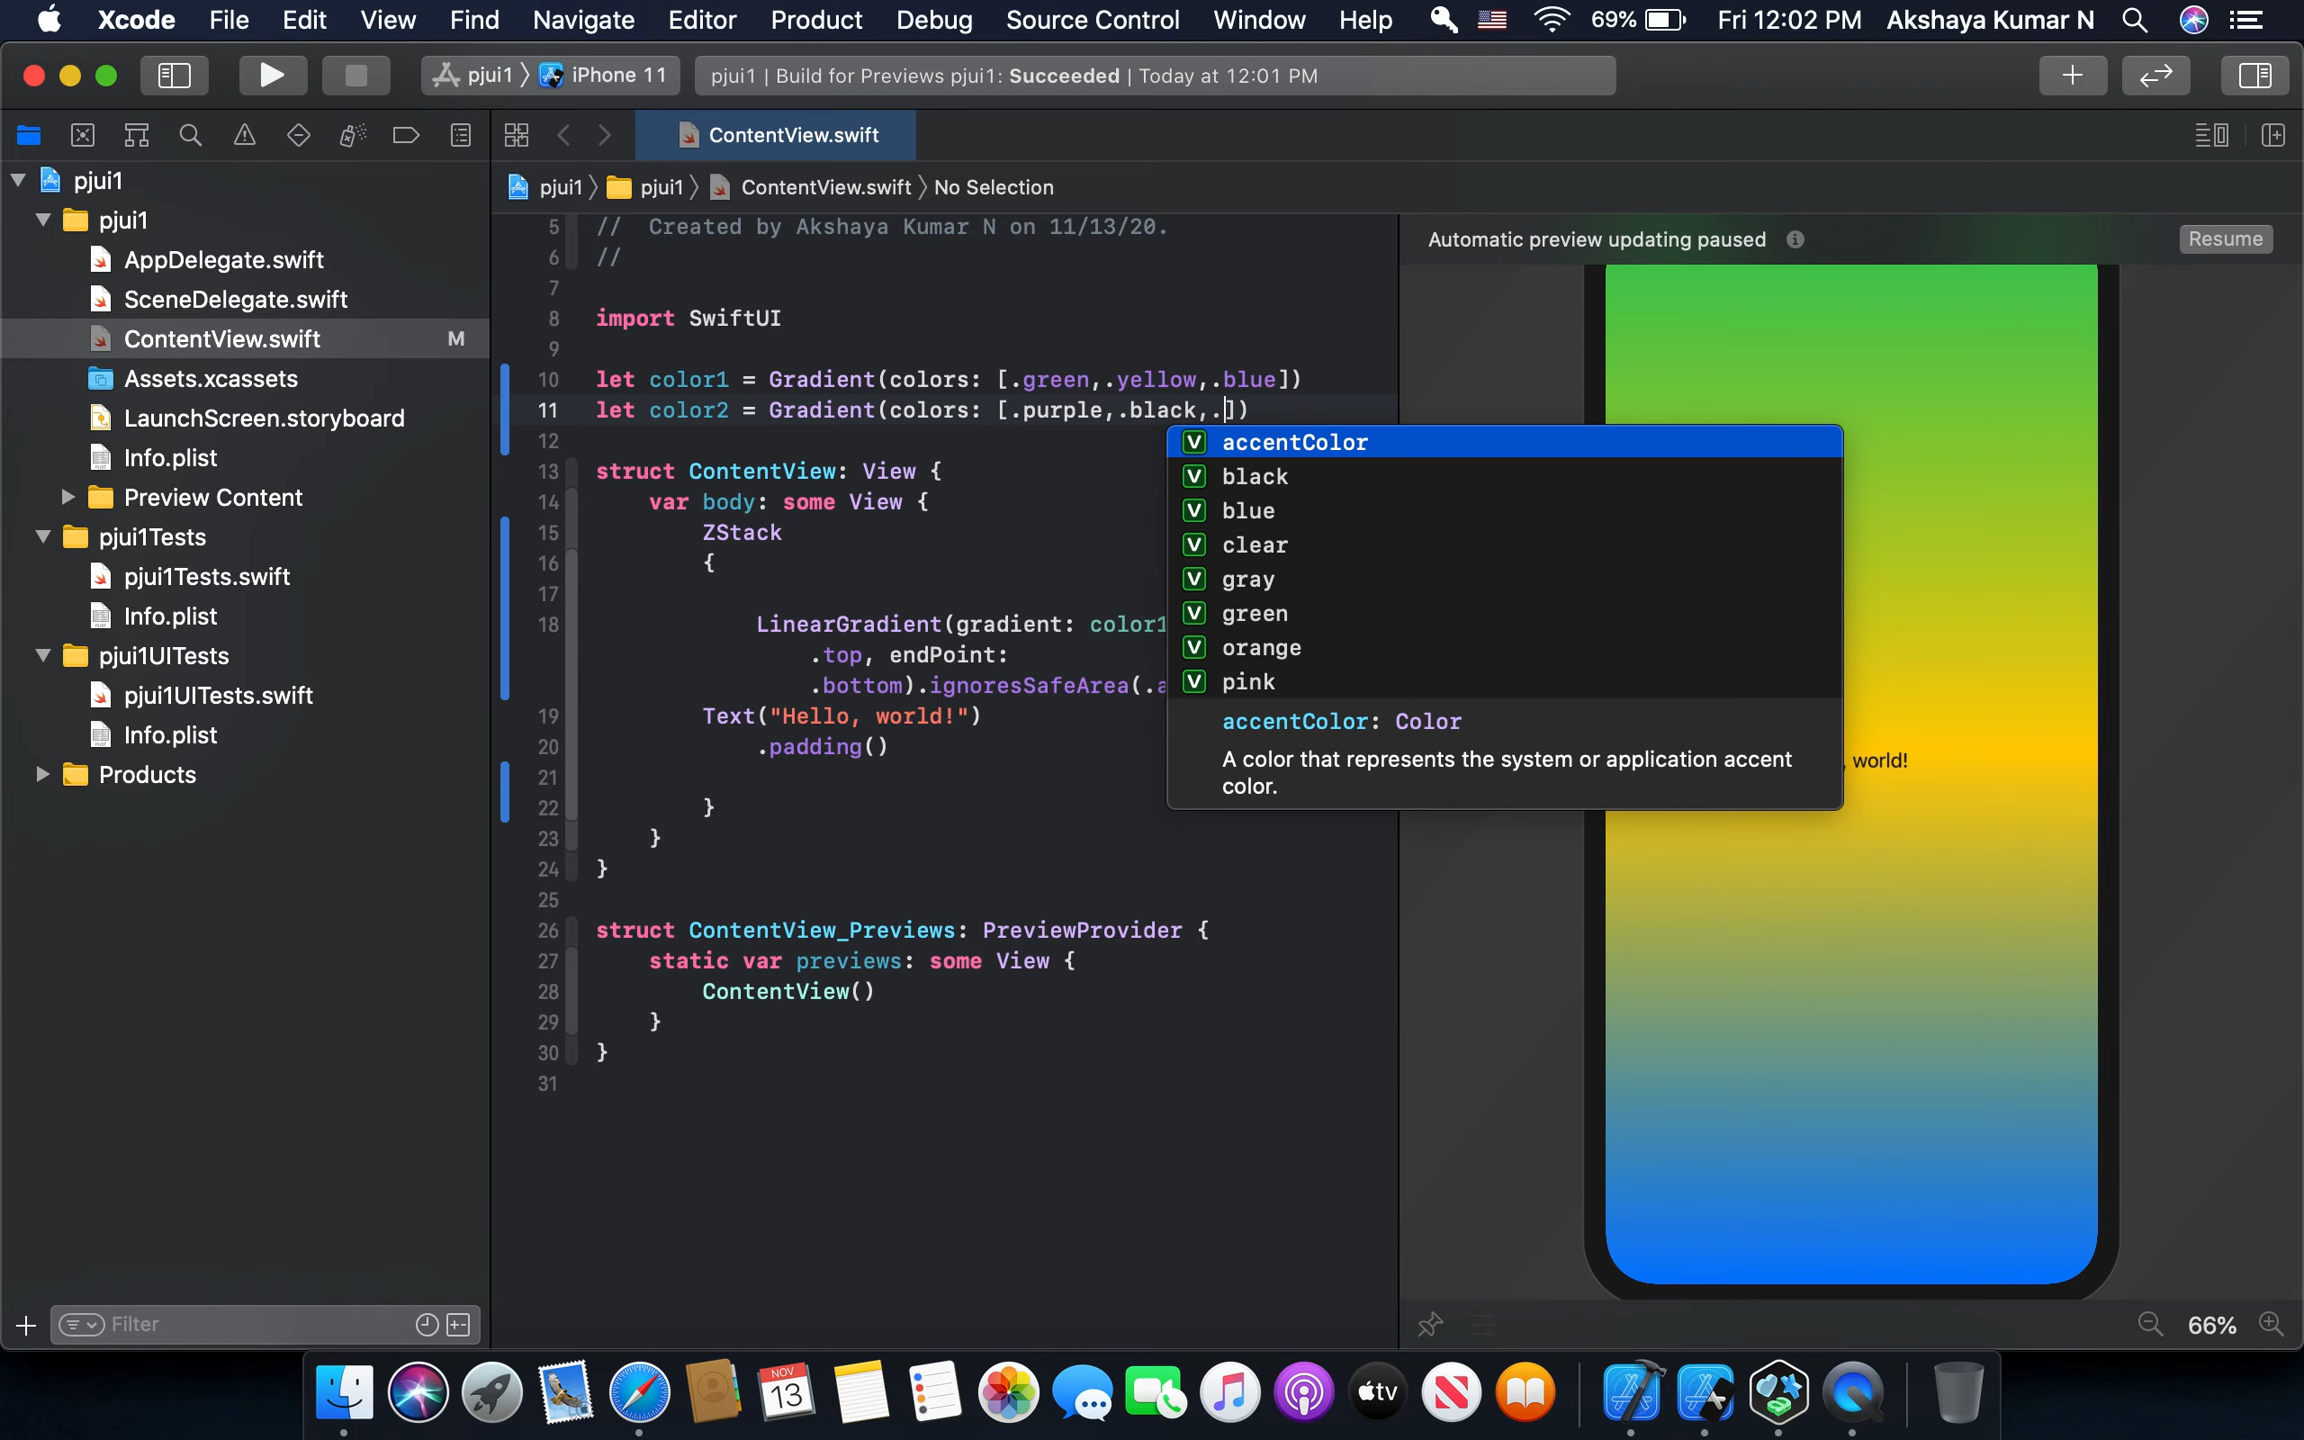 Xcode File Edit View Find Navigate Editor Product Debug Source Control Window Help 69% Fri 12:02 PM Akshaya Kumar N
pjui1 〉 iPhone 11
pjui1 | Build for Previews pjui1: Succeeded | Today at 12:01 PM
ContentView.swift
pjui1 〉 pjui1 〉 ContentView.swift 〉 No Selection
pjui1
pjui1
AppDelegate.swift
SceneDelegate.swift
ContentView.swift M
Assets.xcassets
LaunchScreen.storyboard
Info.plist
Preview Content
pjui1Tests
pjui1Tests.swift
Info.plist
pjui1UITests
pjui1UITests.swift
Info.plist
Products
Filter
5 // Created by Akshaya Kumar N on 11/13/20.
6 //
7
8 import SwiftUI
9
10 let color1 = Gradient(colors: [.green,.yellow,.blue])
11 let color2 = Gradient(colors: [.purple,.black,.])
12
13 struct ContentView: View {
14 var body: some View {
15 ZStack
16 {
17
18 LinearGradient(gradient: color1
.top, endPoint:
.bottom).ignoresSafeArea(.a
19 Text("Hello, world!")
20 .padding()
21
22 }
23 }
24 }
25
26 struct ContentView_Previews: PreviewProvider {
27 static var previews: some View {
28 ContentView()
29 }
30 }
31
V accentColor
V black
V blue
V clear
V gray
V green
V orange
V pink
accentColor: Color
A color that represents the system or application accent
color.
Automatic preview updating paused
Resume
, world!
66%
NOV
13
tv